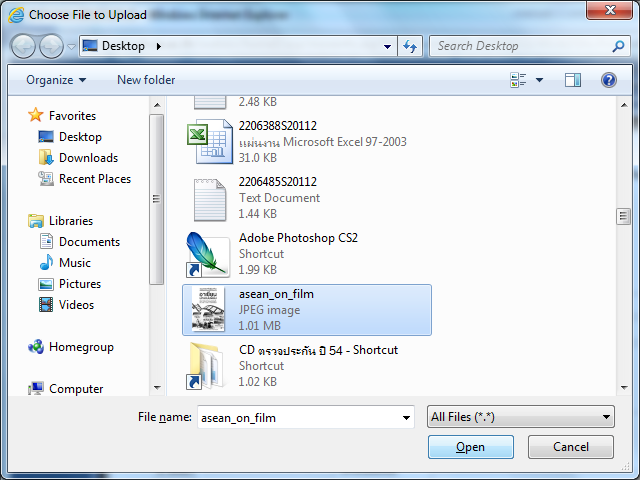 Choose File to Upload
Desktop
Search Desktop
Organize
New folder
Favorites
Desktop
Downloads
Recent Places
Libraries
Documents
Music
Pictures
Videos
Homegroup
Computer
2.48 KB
2206388S20112
แผ่นงาน Microsoft Excel 97-2003
31.0 KB
2206485S20112
Text Document
1.44 KB
Adobe Photoshop CS2
Shortcut
1.99 KB
asean_on_film
JPEG image
1.01 MB
CD ตรวจประกัน ปี 54 - Shortcut
Shortcut
1.02 KB
File name: asean_on_film
All Files (*.*)
Open
Cancel